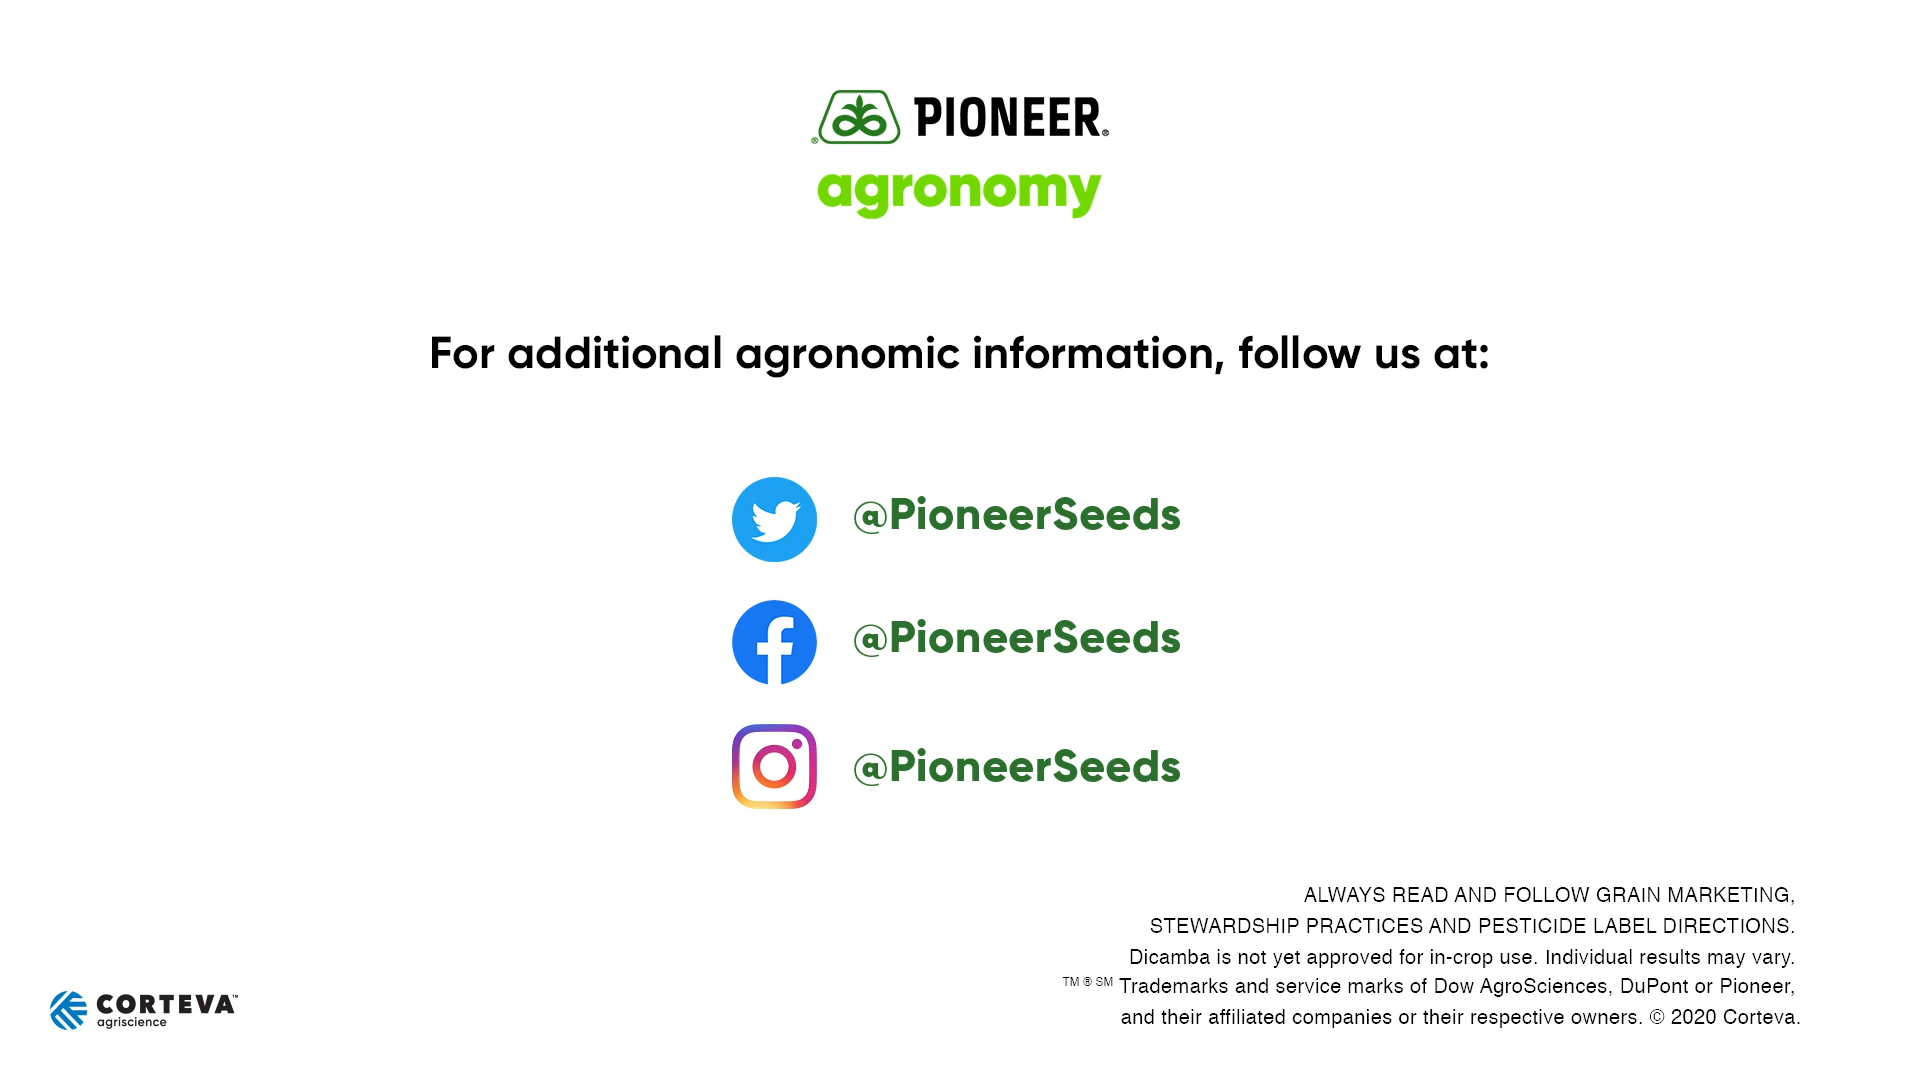 PIONEER®
agronomy
For additional agronomic information, follow us at:
@PioneerSeeds
@PioneerSeeds
@PioneerSeeds
ALWAYS READ AND FOLLOW GRAIN MARKETING,
STEWARDSHIP PRACTICES AND PESTICIDE LABEL DIRECTIONS.
Dicamba is not yet approved for in-crop use. Individual results may vary.
TM ® SM Trademarks and service marks of Dow AgroSciences, DuPont or Pioneer,
and their affiliated companies or their respective owners. © 2020 Corteva.
CORTEVA™
agriscience